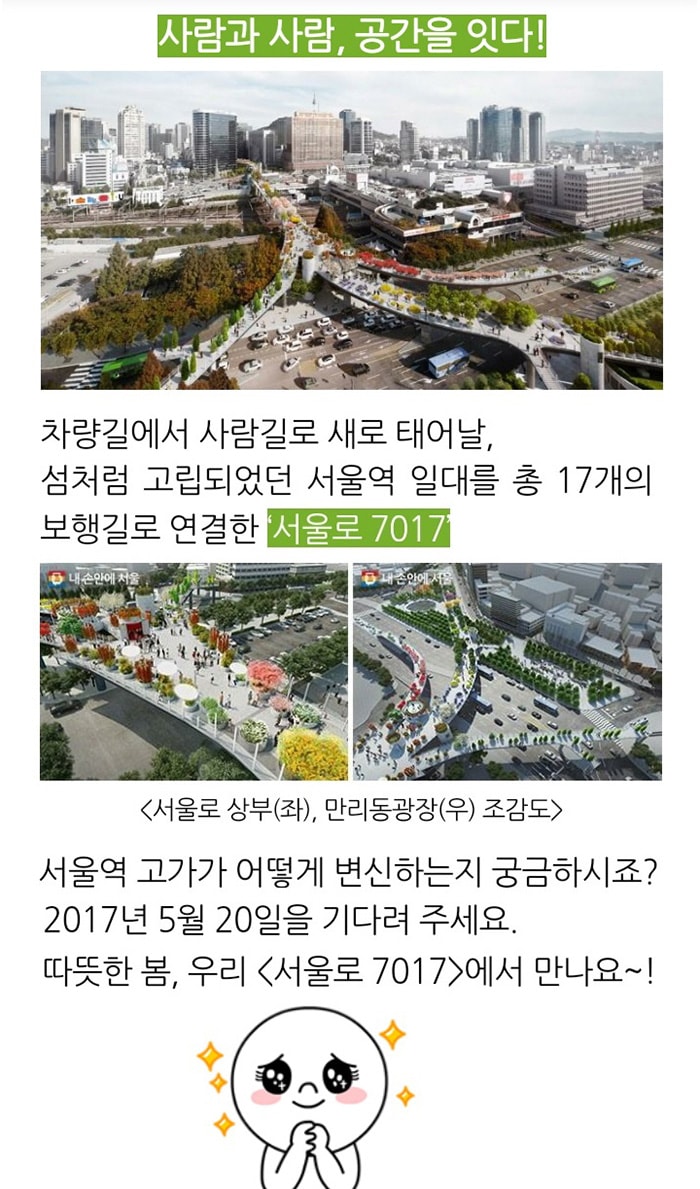 사람과 사람, 공간을 잇다!
차량길에서 사람길로 새로 태어날,
섬처럼 고립되었던 서울역 일대를 총 17개의
보행길로 연결한 ‘서울로 7017’
내 손안에 서울
내 손안에 서울
<서울로 상부(좌), 만리동광장(우) 조감도>
서울역 고가가 어떻게 변신하는지 궁금하시죠?
2017년 5월 20일을 기다려 주세요.
따뜻한 봄, 우리 <서울로 7017>에서 만나요~!